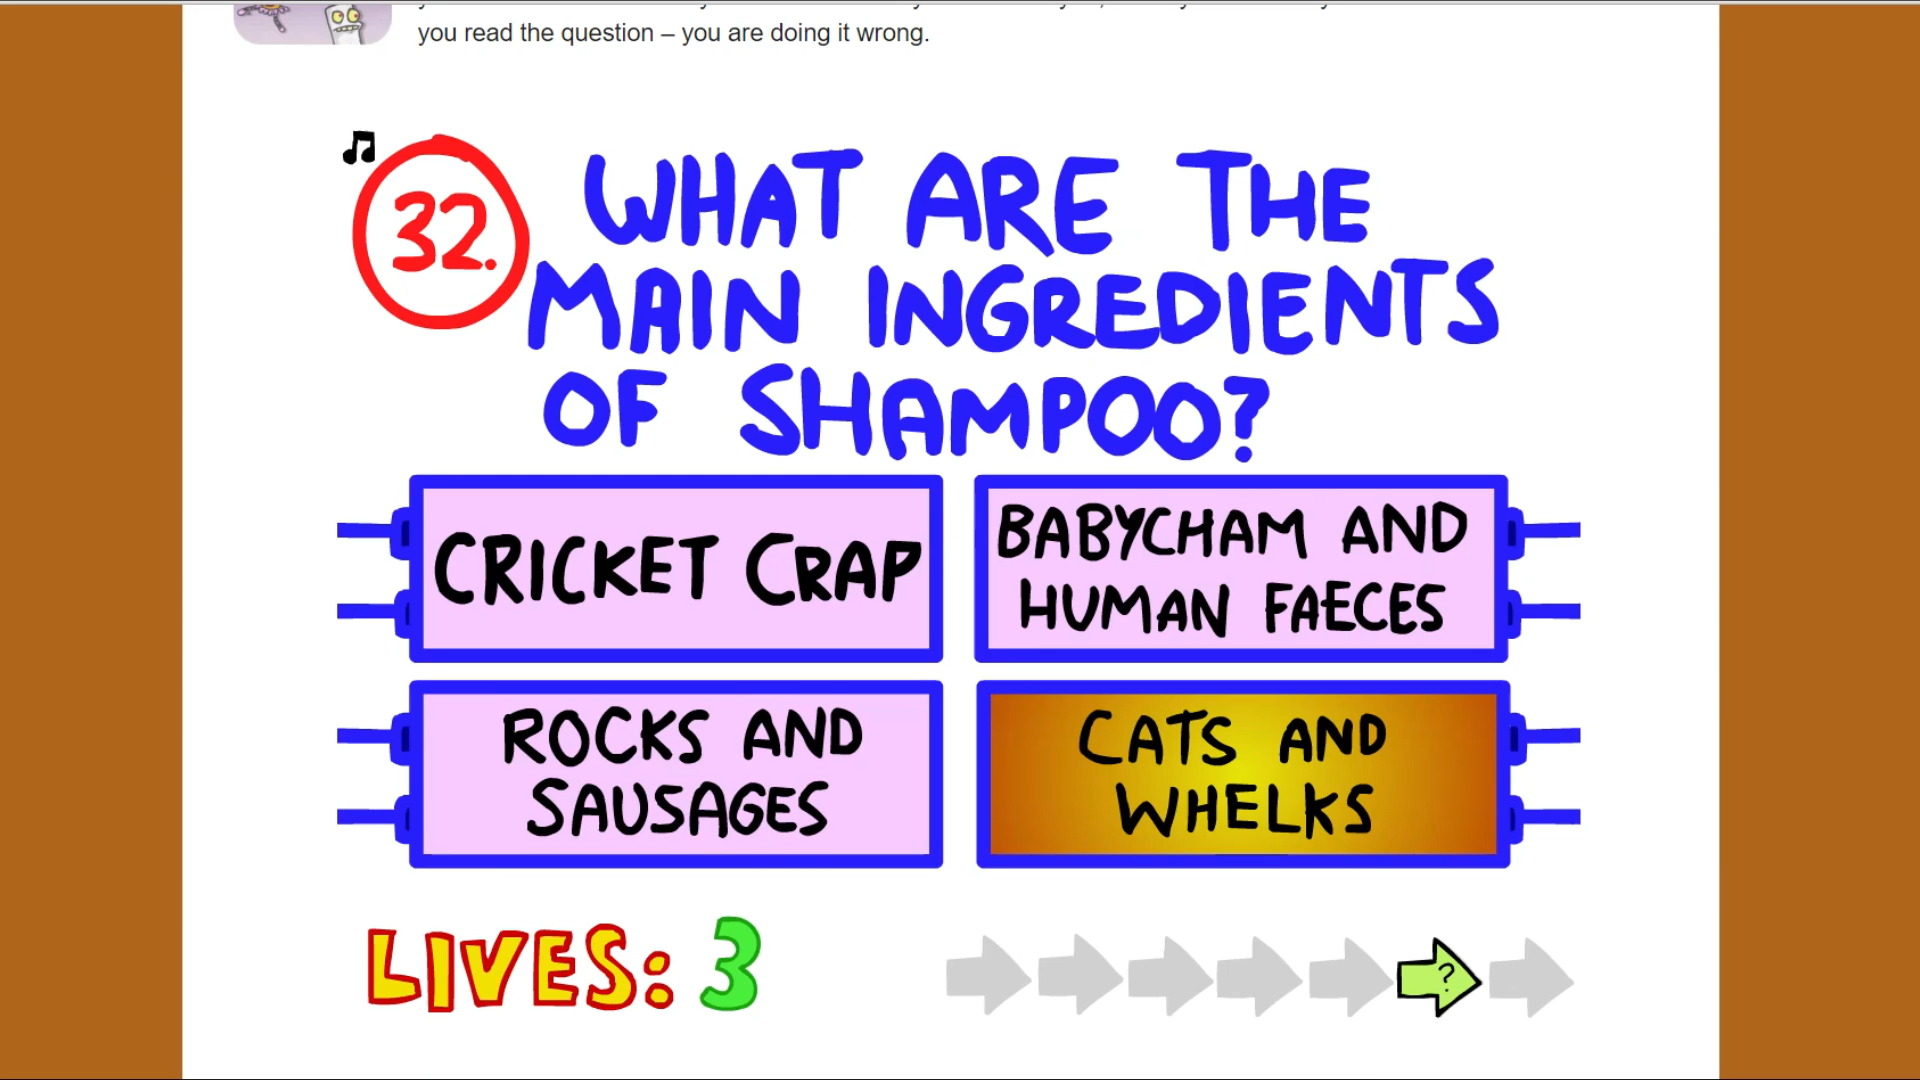 you read the question – you are doing it wrong.
32.
WHAT ARE THE
MAIN INGREDIENTS
OF SHAMPOO?
CRICKET CRAP
BABYCHAM AND
HUMAN FAECES
ROCKS AND
SAUSAGES
CATS AND
WHELKS
LIVES: 3
?